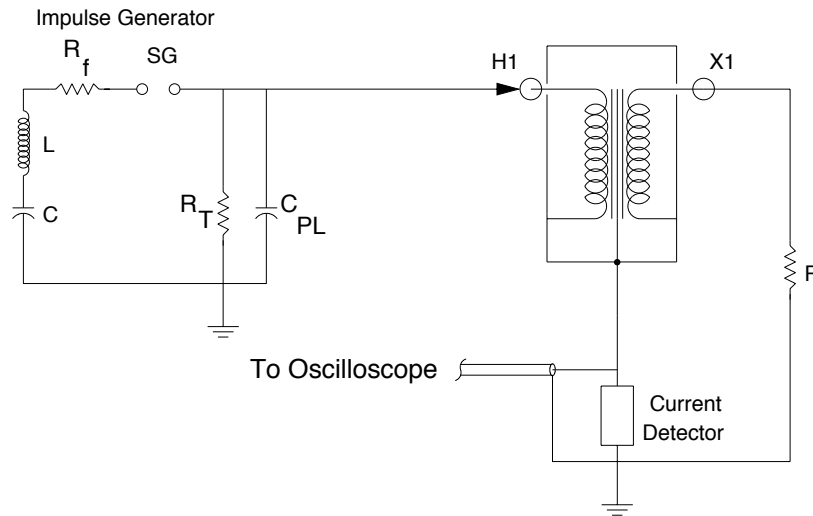 Impulse Generator
R f
SG
L
C
R T
C PL
H1
X1
R
To Oscilloscope
Current
Detector